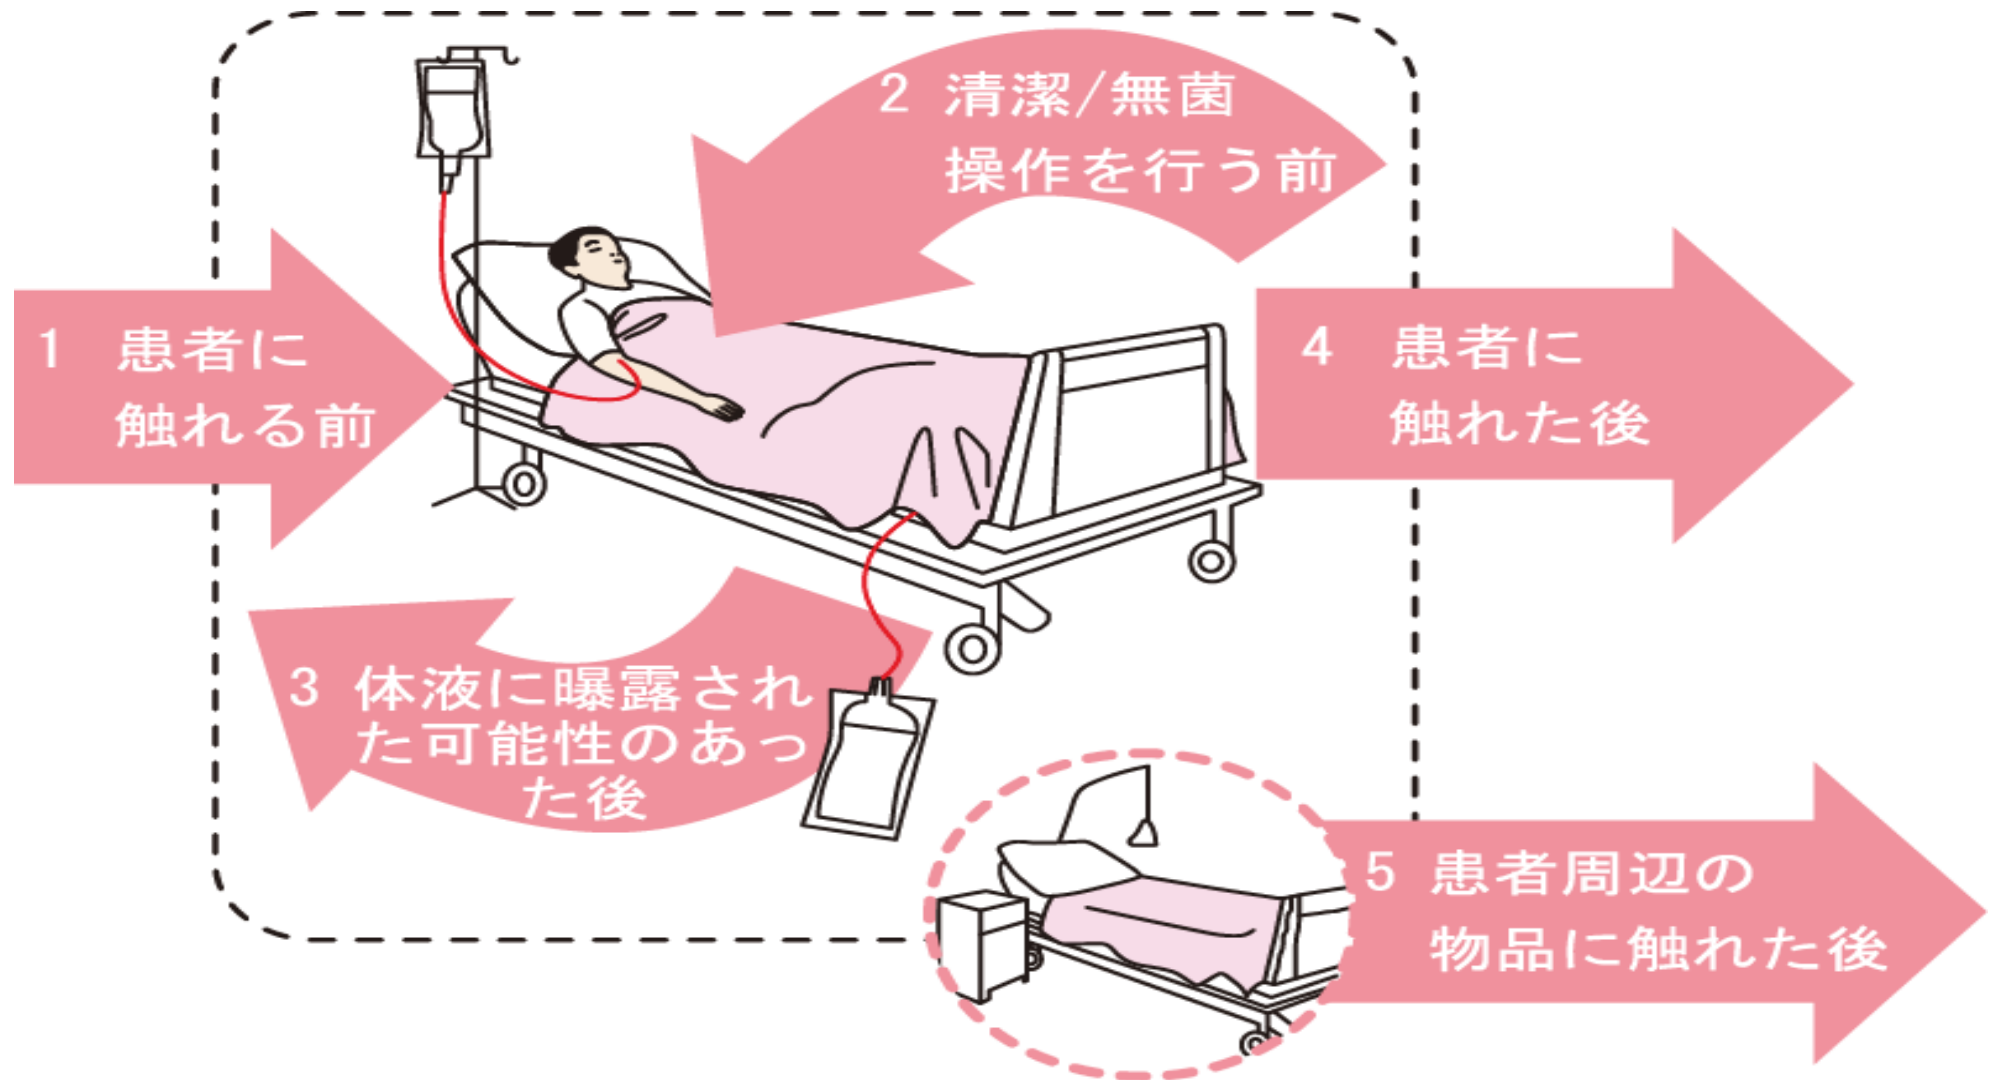 1 患者に
触れる前
2 清潔/無菌
操作を行う前
3 体液に曝露され
た可能性のあっ
た後
4 患者に
触れた後
5 患者周辺の
物品に触れた後